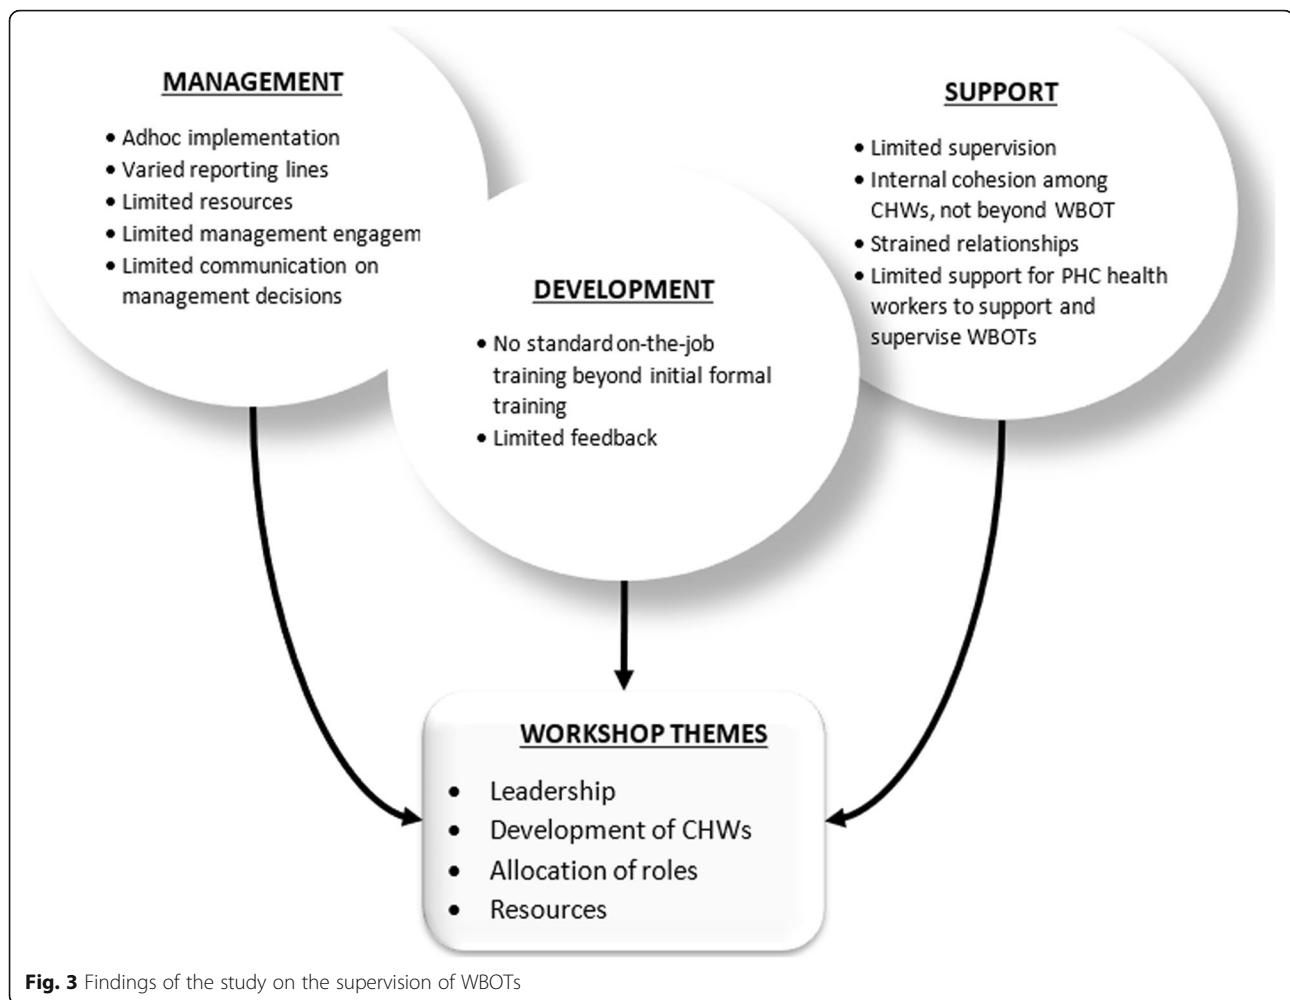 MANAGEMENT
• Adhoc implementation
• Varied reporting lines
• Limited resources
• Limited management engagem
• Limited communication on
management decisions
DEVELOPMENT
• No standard on-the-job
training beyond initial formal
training
• Limited feedback
SUPPORT
• Limited supervision
• Internal cohesion among
CHWs, not beyond WBOT
• Strained relationships
• Limited support for PHC health
workers to support and
supervise WBOTs
WORKSHOP THEMES
• Leadership
• Development of CHWs
• Allocation of roles
• Resources
Fig. 3 Findings of the study on the supervision of WBOTs